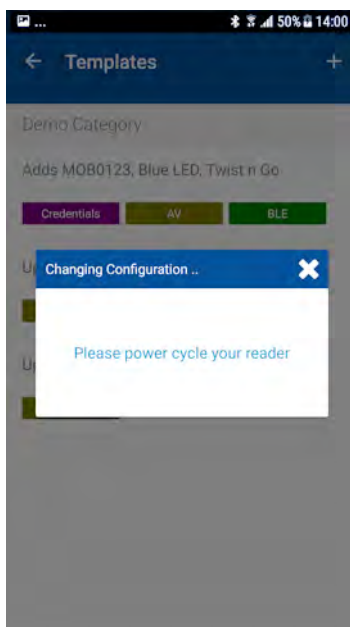 ... 50% 14:00
Templates
Demo Category
Adds MOB0123, Blue LED, Twist n Go
Credentials AV BLE
Changing Configuration ..
Please power cycle your reader